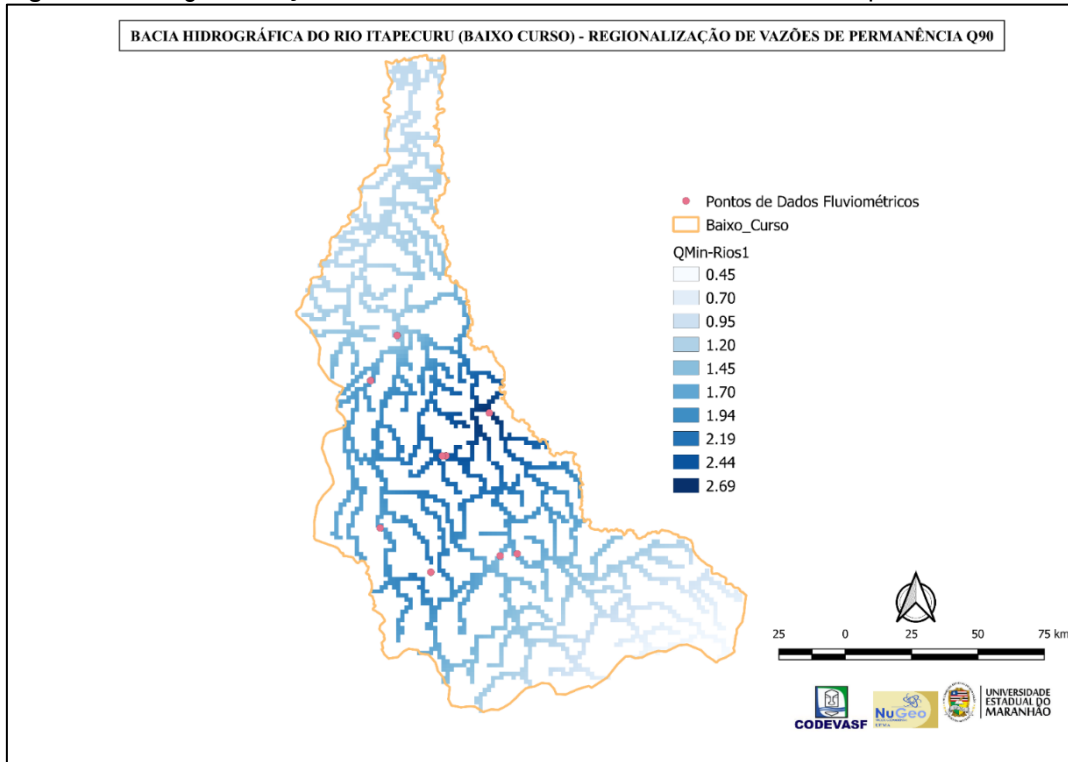 BACIA HIDROGRÁFICA DO RIO ITAPECURU (BAIXO CURSO) - REGIONALIZAÇÃO DE VAZÕES DE PERMANÊNCIA Q90
Pontos de Dados Fluviométricos
Baixo_Curso
QMin-Rios1
0.45
0.70
0.95
1.20
1.45
1.70
1.94
2.19
2.44
2.69
25 0 25 50 75 km
CODEVASF
NuGeo
UNIVERSIDADE
ESTADUAL DO
MARANHÃO